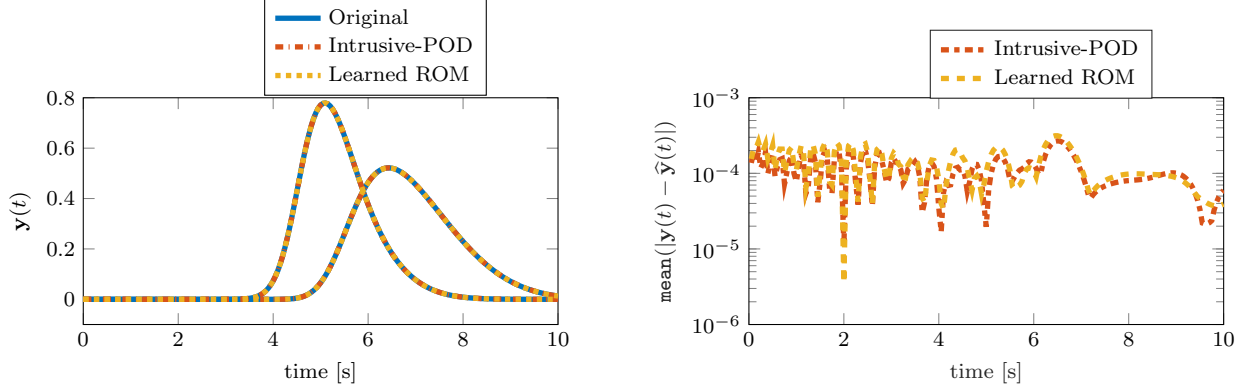 Original
Intrusive-POD
Learned ROM
0.8
0.6
0.4
0.2
0
y(t)
0 2 4 6 8 10
time [s]
Intrusive-POD
Learned ROM
10⁻³
10⁻⁴
10⁻⁵
10⁻⁶
mean(|y(t) − ŷ(t)|)
0 2 4 6 8 10
time [s]